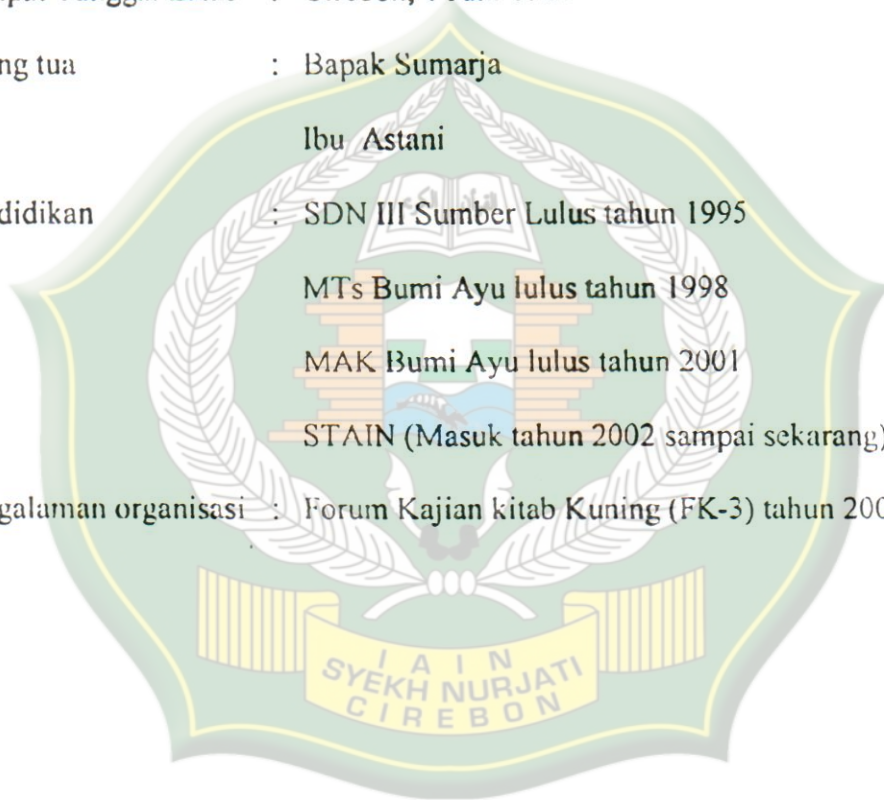 ng tua : Bapak Sumarja
Ibu Astani
didikan : SDN III Sumber Lulus tahun 1995
MTs Bumi Ayu lulus tahun 1998
MAK Bumi Ayu lulus tahun 2001
STAIN (Masuk tahun 2002 sampai sekarang)
galaman organisasi : Forum Kajian kitab Kuning (FK-3) tahun 200
IAIN
SYEKH NURJATI
CIREBON